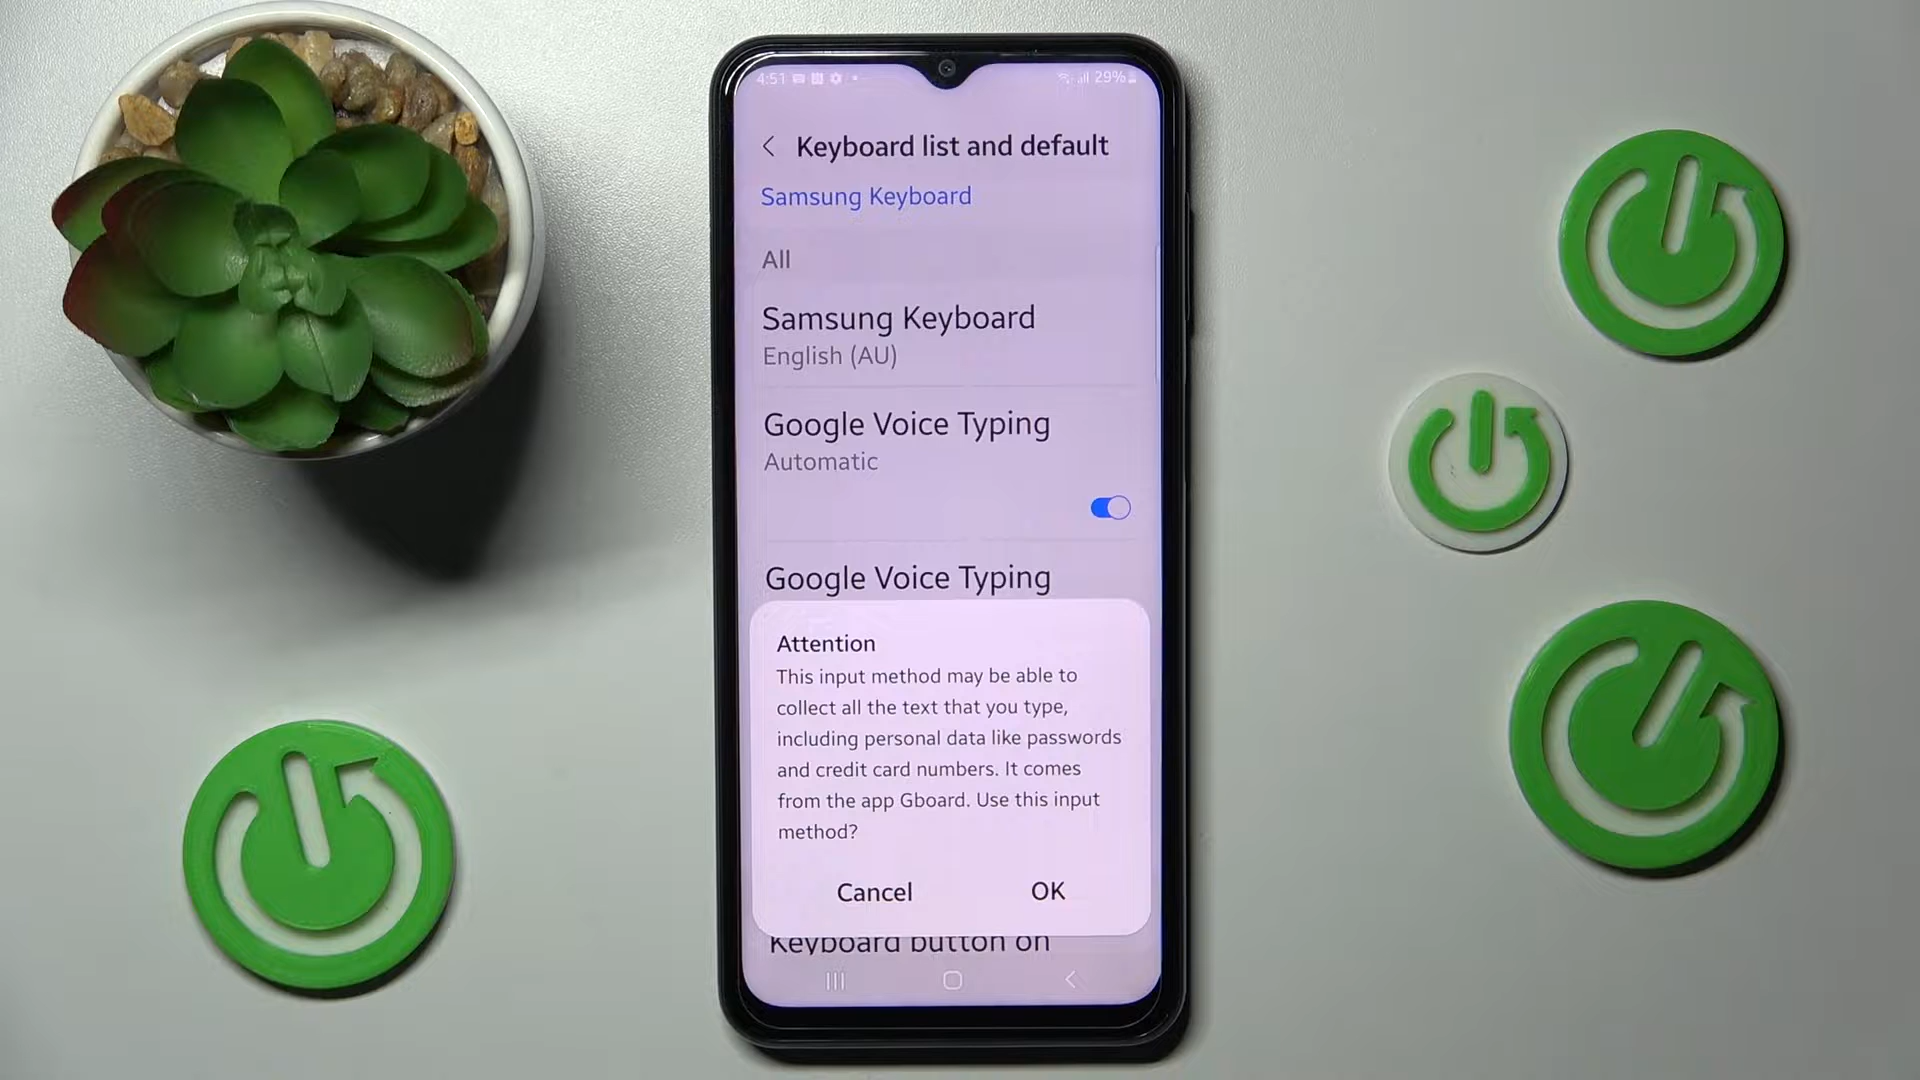 4:51 29%
Keyboard list and default
Samsung Keyboard
All
Samsung Keyboard
English (AU)
Google Voice Typing
Automatic
Google Voice Typing
Attention
This input method may be able to
collect all the text that you type,
including personal data like passwords
and credit card numbers. It comes
from the app Gboard. Use this input
method?
Cancel OK
Keyboard button on